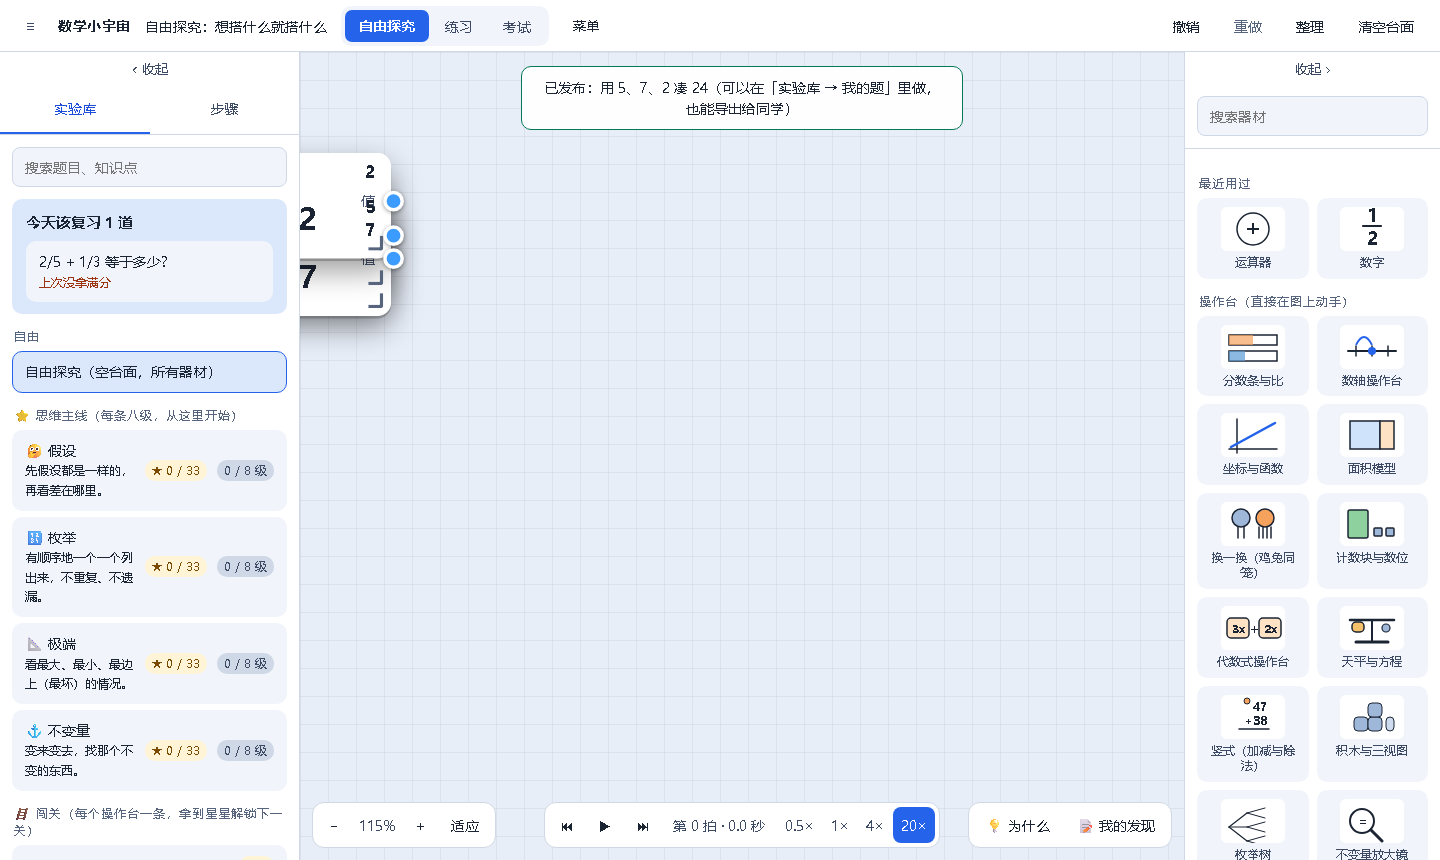 ≡ 数学小宇宙 自由探究：想搭什么就搭什么 自由探究 练习 考试 菜单 撤销 重做 整理 清空台面
‹ 收起
实验库 步骤
搜索题目、知识点
今天该复习 1 道
2/5 + 1/3 等于多少？
上次没拿满分
自由
自由探究（空台面，所有器材）
⭐ 思维主线（每条八级，从这里开始）
🤔 假设
先假设都是一样的，
再看差在哪里。
★ 0 / 33 0 / 8 级
🔢 枚举
有顺序地一个一个列
出来，不重复、不遗
漏。
★ 0 / 33 0 / 8 级
📐 极端
看最大、最小、最边
上（最坏）的情况。
★ 0 / 33 0 / 8 级
⚓ 不变量
变来变去，找那个不
变的东西。
★ 0 / 33 0 / 8 级
🪜 闯关（每个操作台一条，拿到星星解锁下一
关）
已发布：用 5、7、2 凑 24（可以在「实验库 → 我的题」里做，
也能导出给同学）
2
值
5
2
7
值
7
− 115% + 适应
⏮ ▶ ⏭ 第 0 拍 · 0.0 秒 0.5× 1× 4× 20×
💡 为什么 📝 我的发现
收起 ›
搜索器材
最近用过
+
运算器
1
2
数字
操作台（直接在图上动手）
分数条与比
数轴操作台
坐标与函数
面积模型
换一换（鸡兔同
笼）
计数块与数位
3x + 2x
代数式操作台
天平与方程
47
+38
竖式（加减与除
法）
积木与三视图
枚举树
=
不变量放大镜